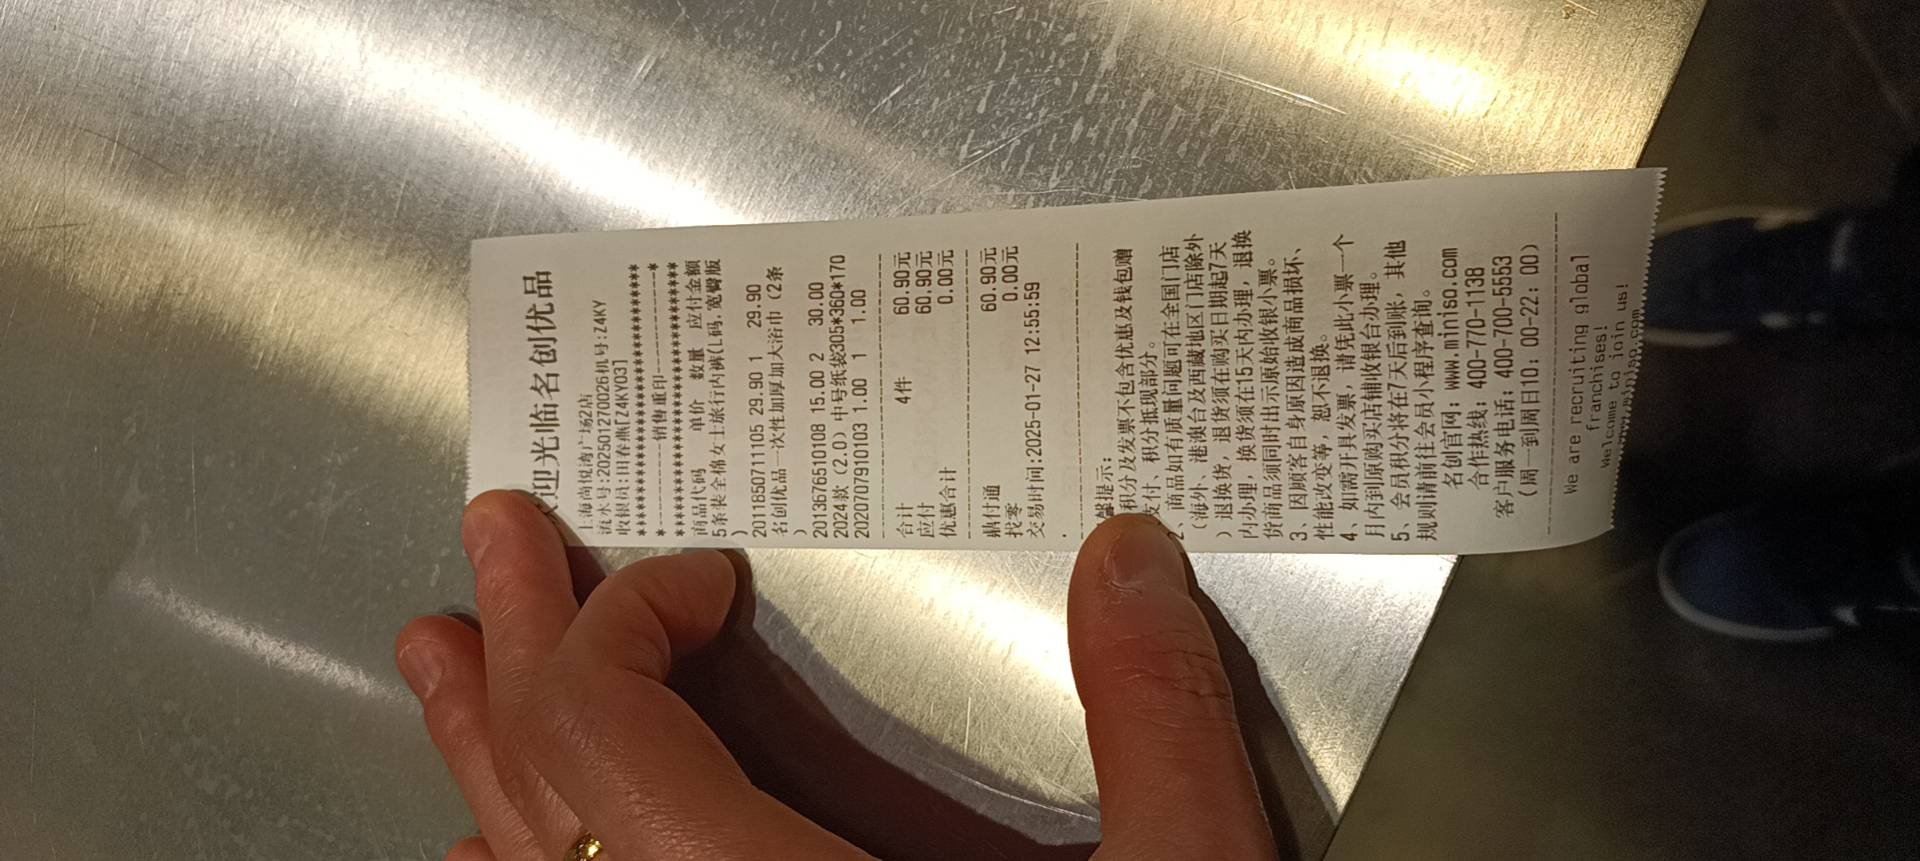 欢迎光临名创优品
上海尚悦湾广场2店
流水号:202501270026机号:Z4KY
收银员:田春燕[Z4KY03]
************************************
*------------销售重印------------*
************************************
商品代码 单价 数量 应付金额
5条装全棉女士旅行内裤(L码.宽臀版
)
2011850711105 29.90 1 29.90
名创优品一次性加厚加大浴巾（2条
）
2013676510108 15.00 2 30.00
2024款（2.0）中号纸袋305*360*170
2020707910103 1.00 1 1.00
合计 4件 60.90元
应付 60.90元
优惠合计 0.00元
鼎付通 60.90元
找零 0.00元
交易时间:2025-01-27 12:55:59
.
馨提示:
积分及发票不包含优惠及钱包赠
支付、积分抵现部分。
2、商品如有质量问题可在全国门店
（海外、港澳台及西藏地区门店除外
）退换货，退货须在购买日期起7天
内办理，换货须在15天内办理，退换
货商品须同时出示原始收银小票。
3、因顾客自身原因造成商品损坏、
性能改变等，恕不退换。
4、如需开具发票，请凭此小票一个
月内到原购买店铺收银台办理。
5、会员积分将在7天后到账，其他
规则请前往会员小程序查询。
名创官网: www.miniso.com
合作热线: 400-770-1138
客户服务电话: 400-700-5553
（周一到周日10: 00-22: 00）
We are recruiting global
franchises!
Welcome to join us!
www.miniso.com